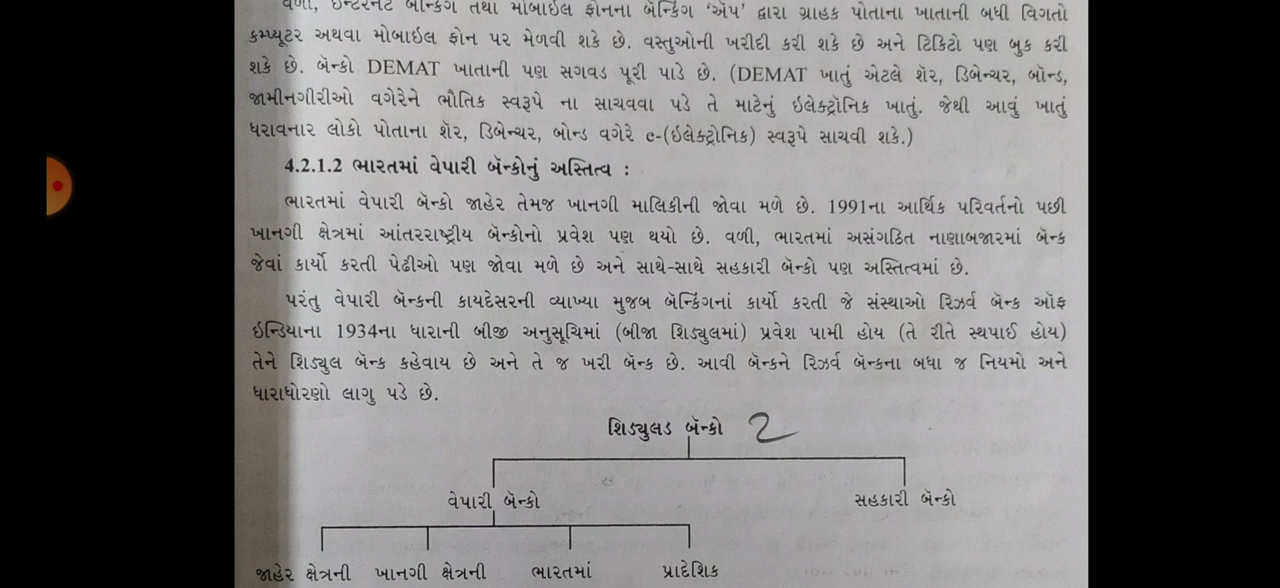 વળી, ઇન્ટરનેટ બૅન્કિંગ તથા મોબાઇલ ફોનના બૅન્કિંગ ‘ઍપ’ દ્વારા ગ્રાહક પોતાના ખાતાની બધી વિગતો
કમ્પ્યૂટર અથવા મોબાઇલ ફોન પર મેળવી શકે છે. વસ્તુઓની ખરીદી કરી શકે છે અને ટિકિટો પણ બુક કરી
શકે છે. બૅન્કો DEMAT ખાતાની પણ સગવડ પૂરી પાડે છે. (DEMAT ખાતું એટલે શૅર, ડિબેન્ચર, બૉન્ડ,
જામીનગીરીઓ વગેરેને ભૌતિક સ્વરૂપે ના સાચવવા પડે તે માટેનું ઇલેક્ટ્રૉનિક ખાતું. જેથી આવું ખાતું
ધરાવનાર લોકો પોતાના શૅર, ડિબેન્ચર, બોન્ડ વગેરે e-(ઇલેક્ટ્રોનિક) સ્વરૂપે સાચવી શકે.)
4.2.1.2 ભારતમાં વેપારી બૅન્કોનું અસ્તિત્વ :
ભારતમાં વેપારી બૅન્કો જાહેર તેમજ ખાનગી માલિકીની જોવા મળે છે. 1991ના આર્થિક પરિવર્તનો પછી
ખાનગી ક્ષેત્રમાં આંતરરાષ્ટ્રીય બૅન્કોનો પ્રવેશ પણ થયો છે. વળી, ભારતમાં અસંગઠિત નાણાબજારમાં બૅન્ક
જેવાં કાર્યો કરતી પેઢીઓ પણ જોવા મળે છે અને સાથે-સાથે સહકારી બૅન્કો પણ અસ્તિત્વમાં છે.
પરંતુ વેપારી બૅન્કની કાયદેસરની વ્યાખ્યા મુજબ બૅન્કિંગનાં કાર્યો કરતી જે સંસ્થાઓ રિઝર્વ બૅન્ક ઑફ
ઇન્ડિયાના 1934ના ધારાની બીજી અનુસૂચિમાં (બીજા શિડ્યુલમાં) પ્રવેશ પામી હોય (તે રીતે સ્થપાઈ હોય)
તેને શિડ્યુલ બૅન્ક કહેવાય છે અને તે જ ખરી બૅન્ક છે. આવી બૅન્કને રિઝર્વ બૅન્કના બધા જ નિયમો અને
ધારાધોરણો લાગુ પડે છે.
શિડ્યુલડ બૅન્કો 2
વેપારી બૅન્કો સહકારી બૅન્કો
જાહેર ક્ષેત્રની ખાનગી ક્ષેત્રની ભારતમાં પ્રાદેશિક